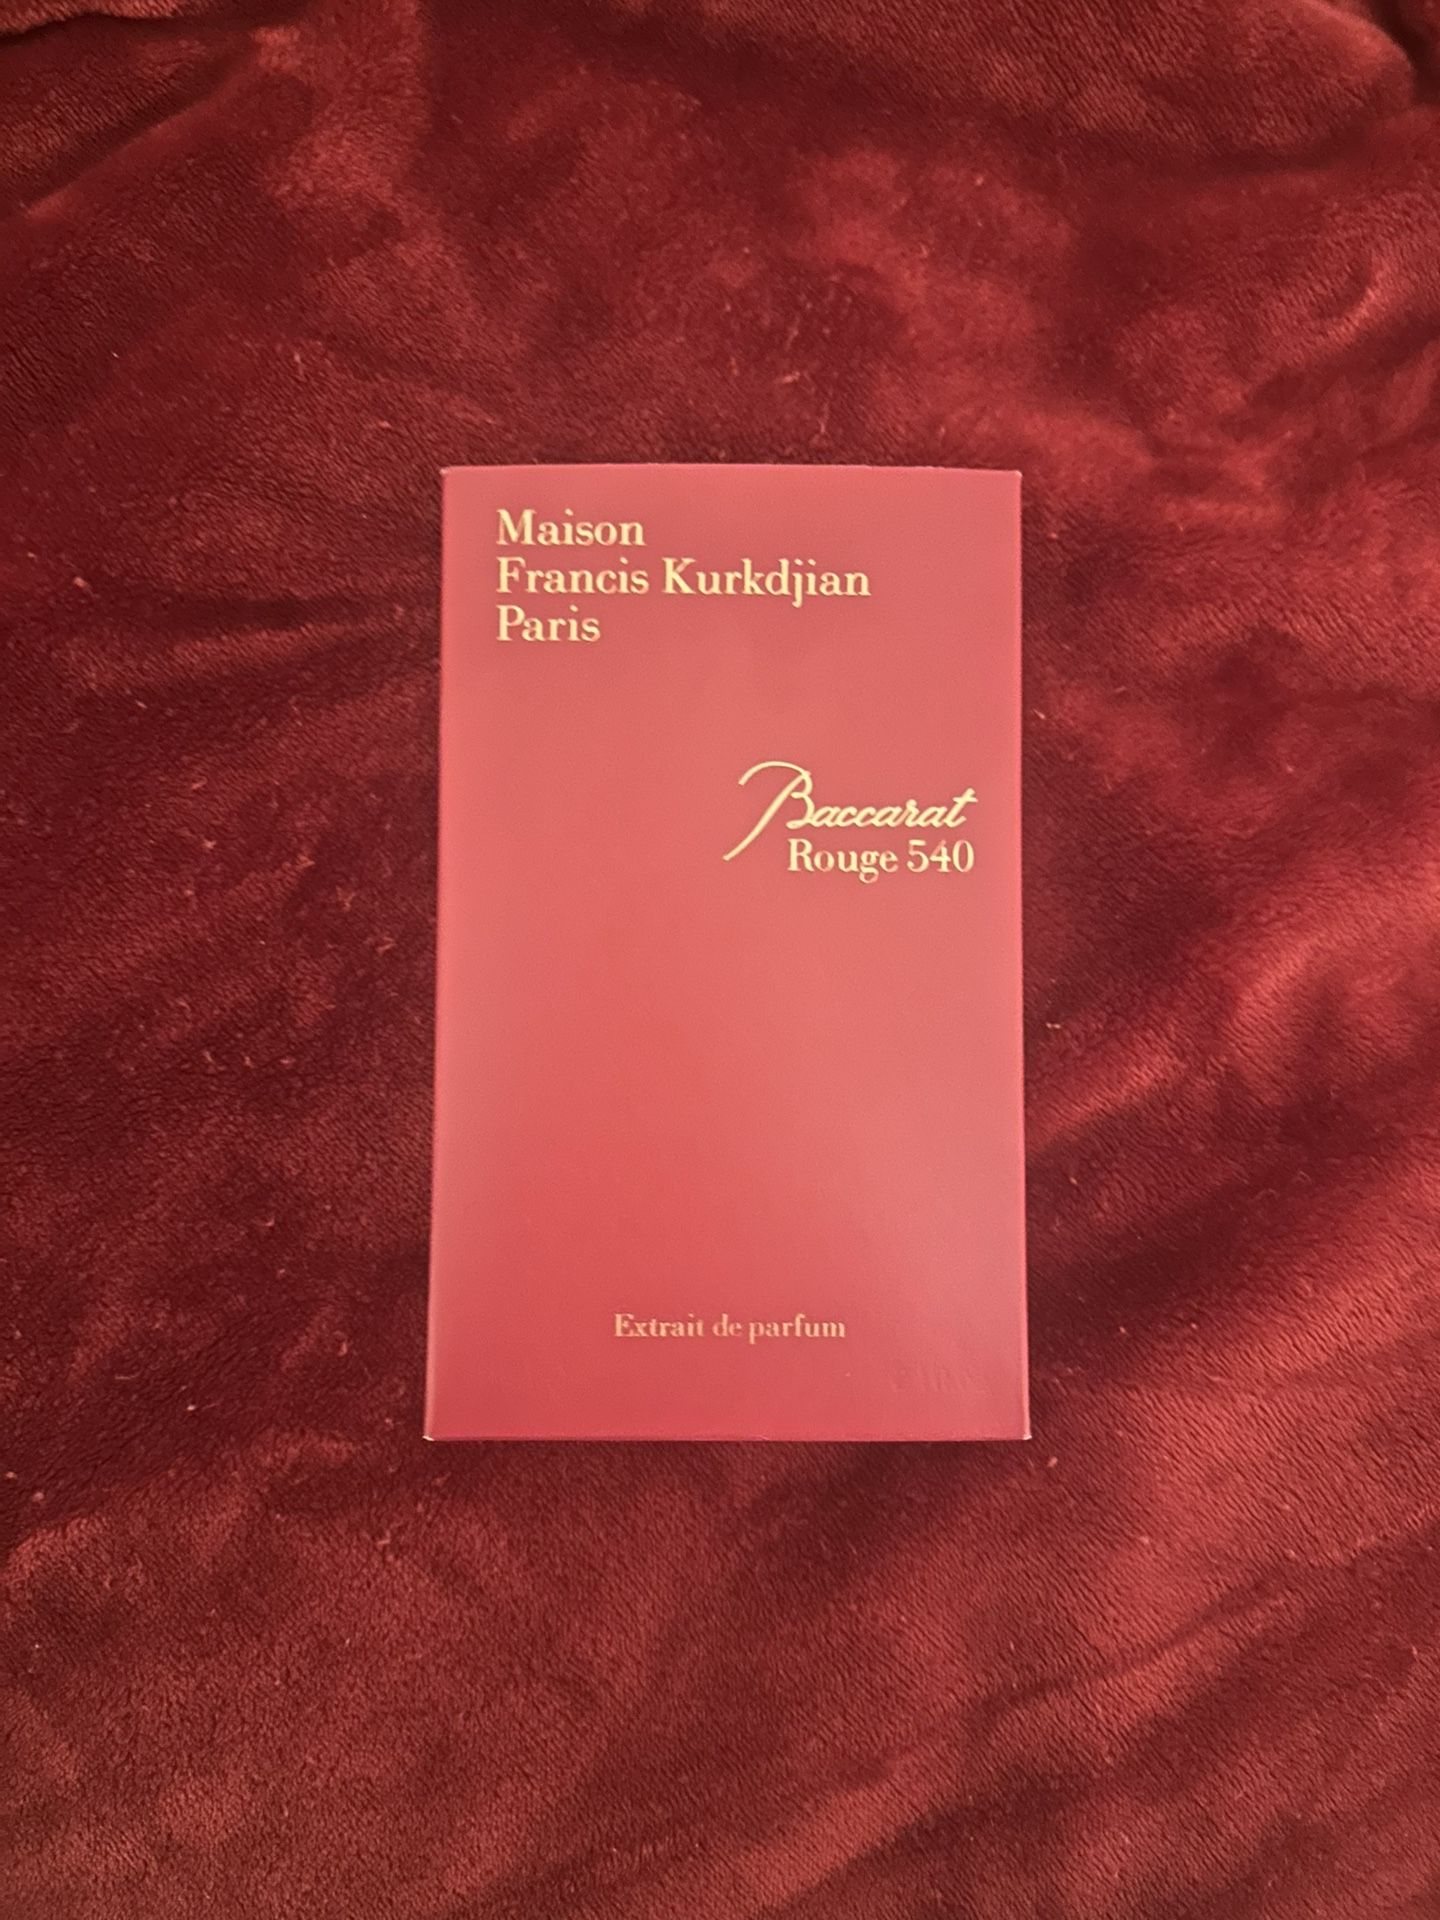 Maison
Francis Kurkdjian
Paris
Baccarat
Rouge 540
Extrait de parfum